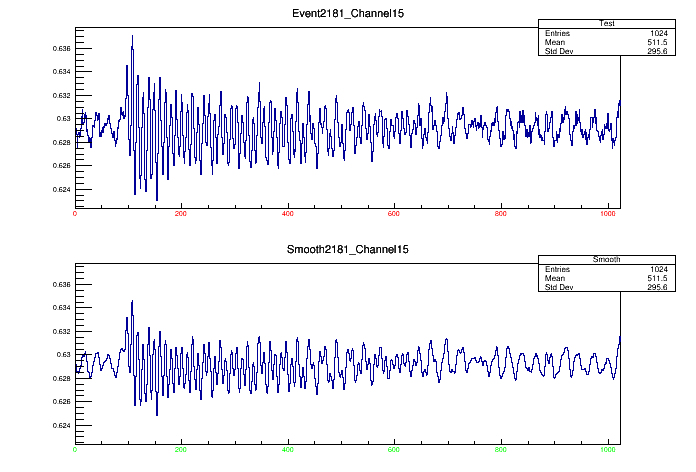 Event2181_Channel15
Test
Entries 1024
Mean 511.5
Std Dev 295.6
0.636
0.634
0.632
0.63
0.628
0.626
0.624
0 200 400 600 800 1000
Smooth2181_Channel15
Smooth
Entries 1024
Mean 511.5
Std Dev 295.6
0.636
0.634
0.632
0.63
0.628
0.626
0.624
0 200 400 600 800 1000